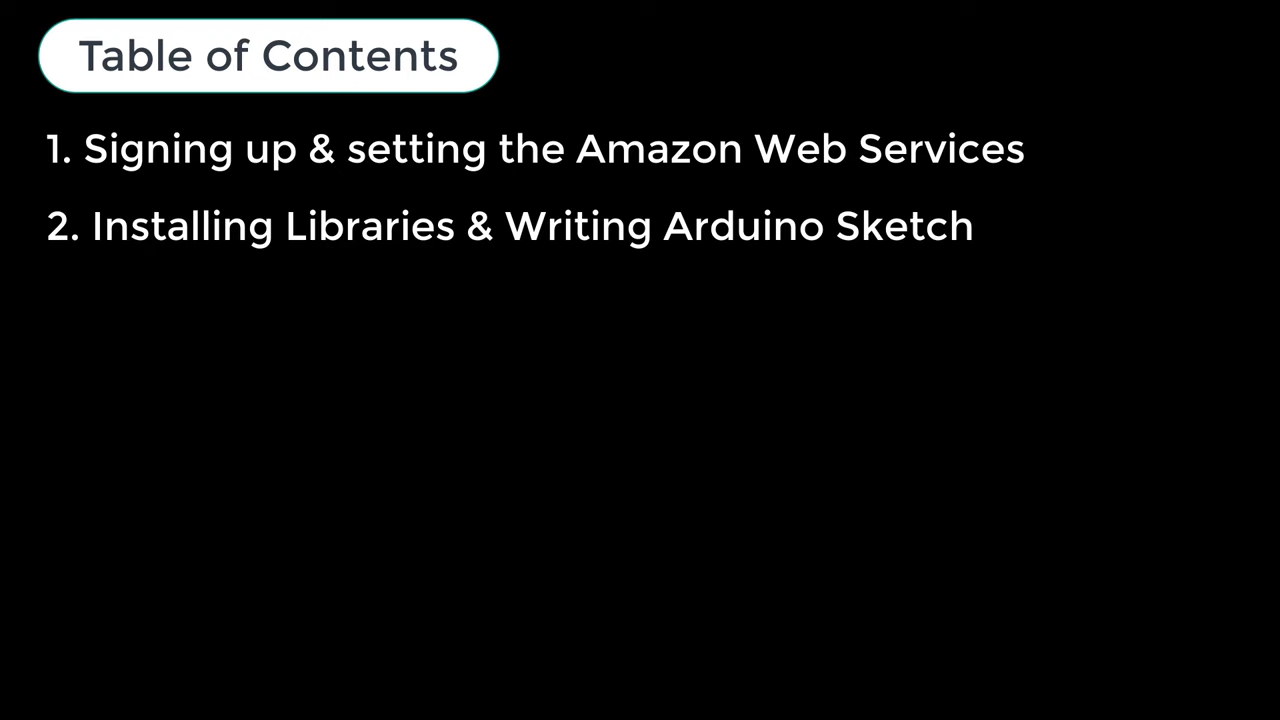 Table of Contents
1. Signing up & setting the Amazon Web Services
2. Installing Libraries & Writing Arduino Sketch